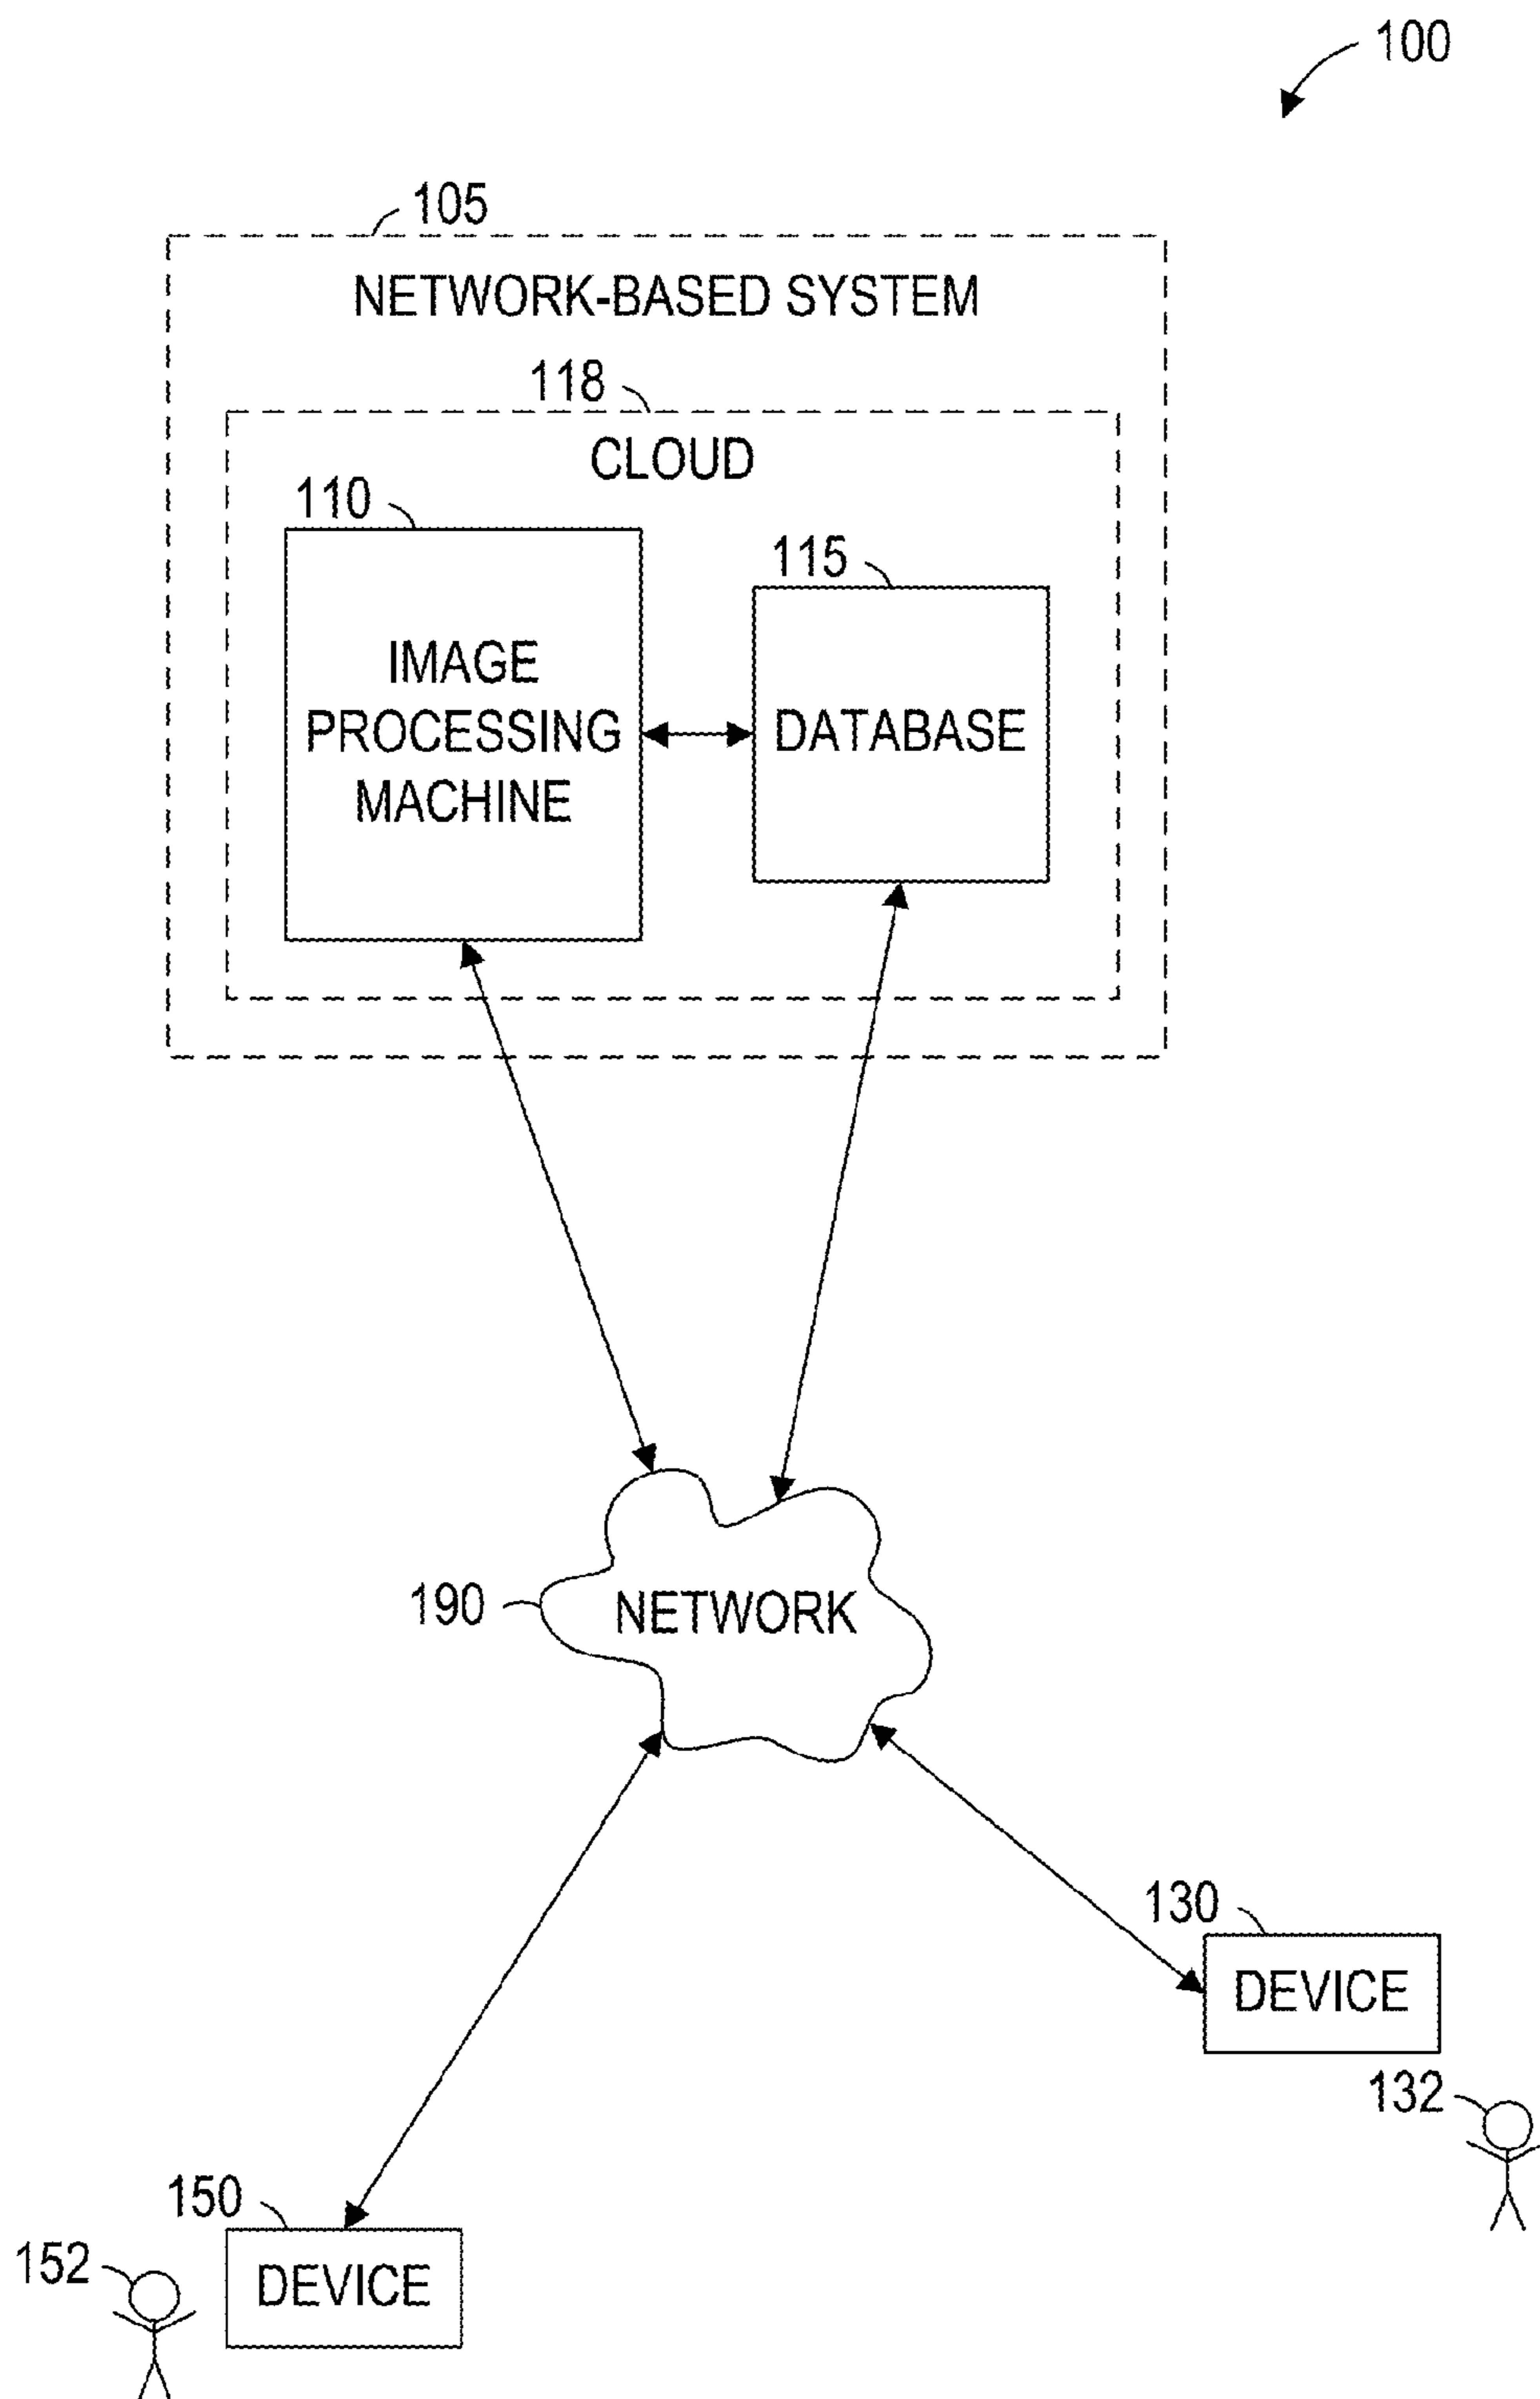 100
105
NETWORK-BASED SYSTEM
118
CLOUD
110
115
IMAGE
PROCESSING
MACHINE
DATABASE
190
NETWORK
130
DEVICE
132
150
152
DEVICE